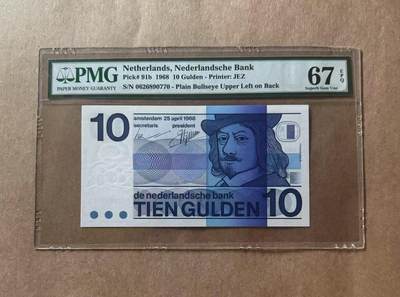 PMG
PAPER MONEY GUARANTY
Netherlands, Nederlandsche Bank
Pick# 91b 1968 10 Gulden - Printer: JEZ
S/N 0626890770 - Plain Bullseye Upper Left on Back
67 EPQ
Superb Gem Unc
10
amsterdam 25 april 1968
secretaris president
de nederlandsche bank
TIEN GULDEN
10